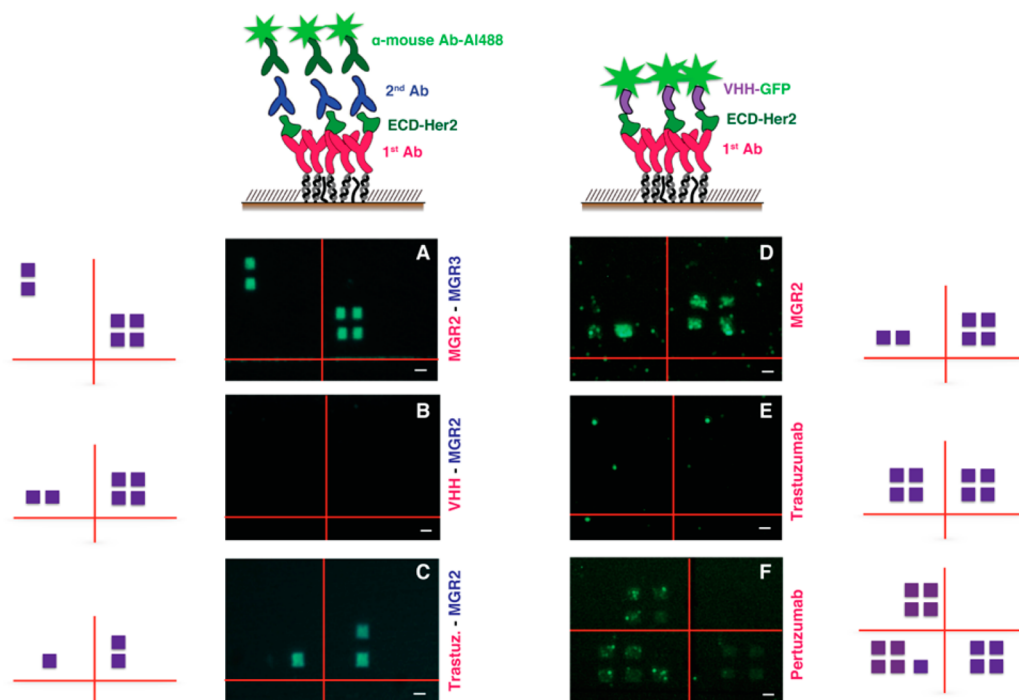 α-mouse Ab-Al488
2nd Ab
ECD-Her2
1st Ab
VHH-GFP
ECD-Her2
1st Ab
A
MGR2 - MGR3
D
MGR2
B
VHH - MGR2
E
Trastuzumab
C
Trastuz. - MGR2
F
Pertuzumab